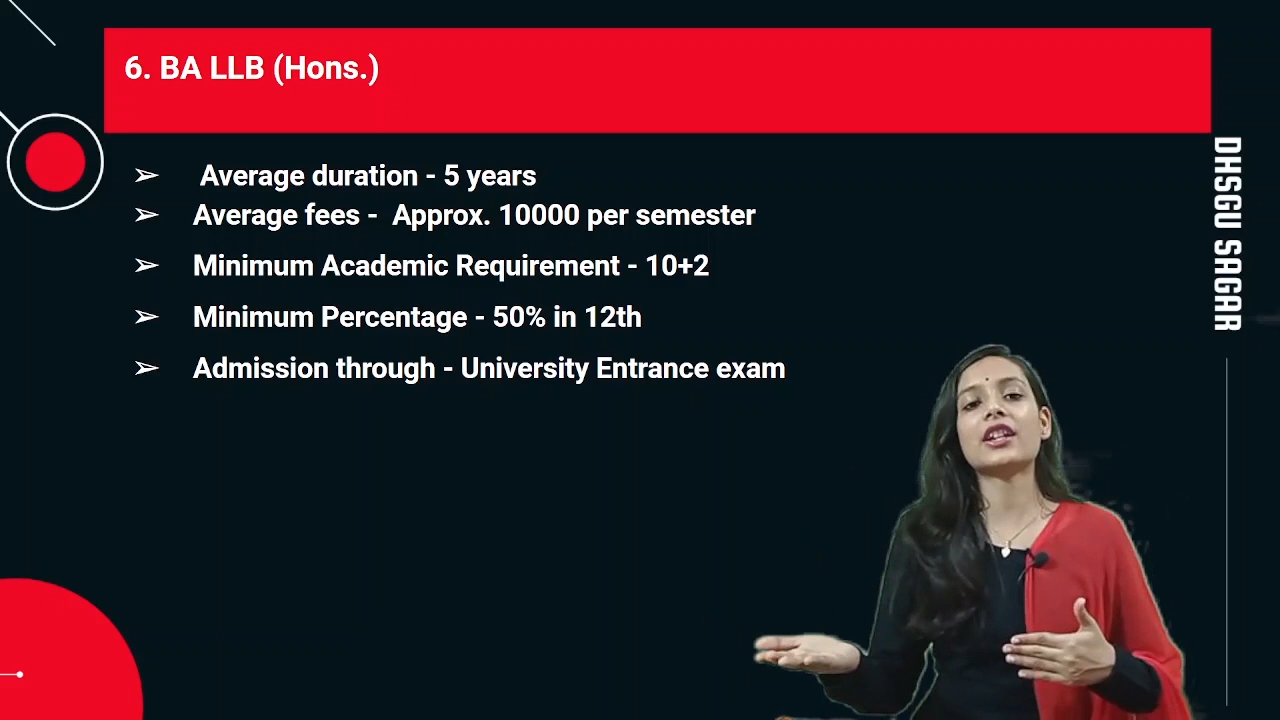 6. BA LLB (Hons.)
➢ Average duration - 5 years
➢ Average fees - Approx. 10000 per semester
➢ Minimum Academic Requirement - 10+2
➢ Minimum Percentage - 50% in 12th
➢ Admission through - University Entrance exam
DHSGU SAGAR